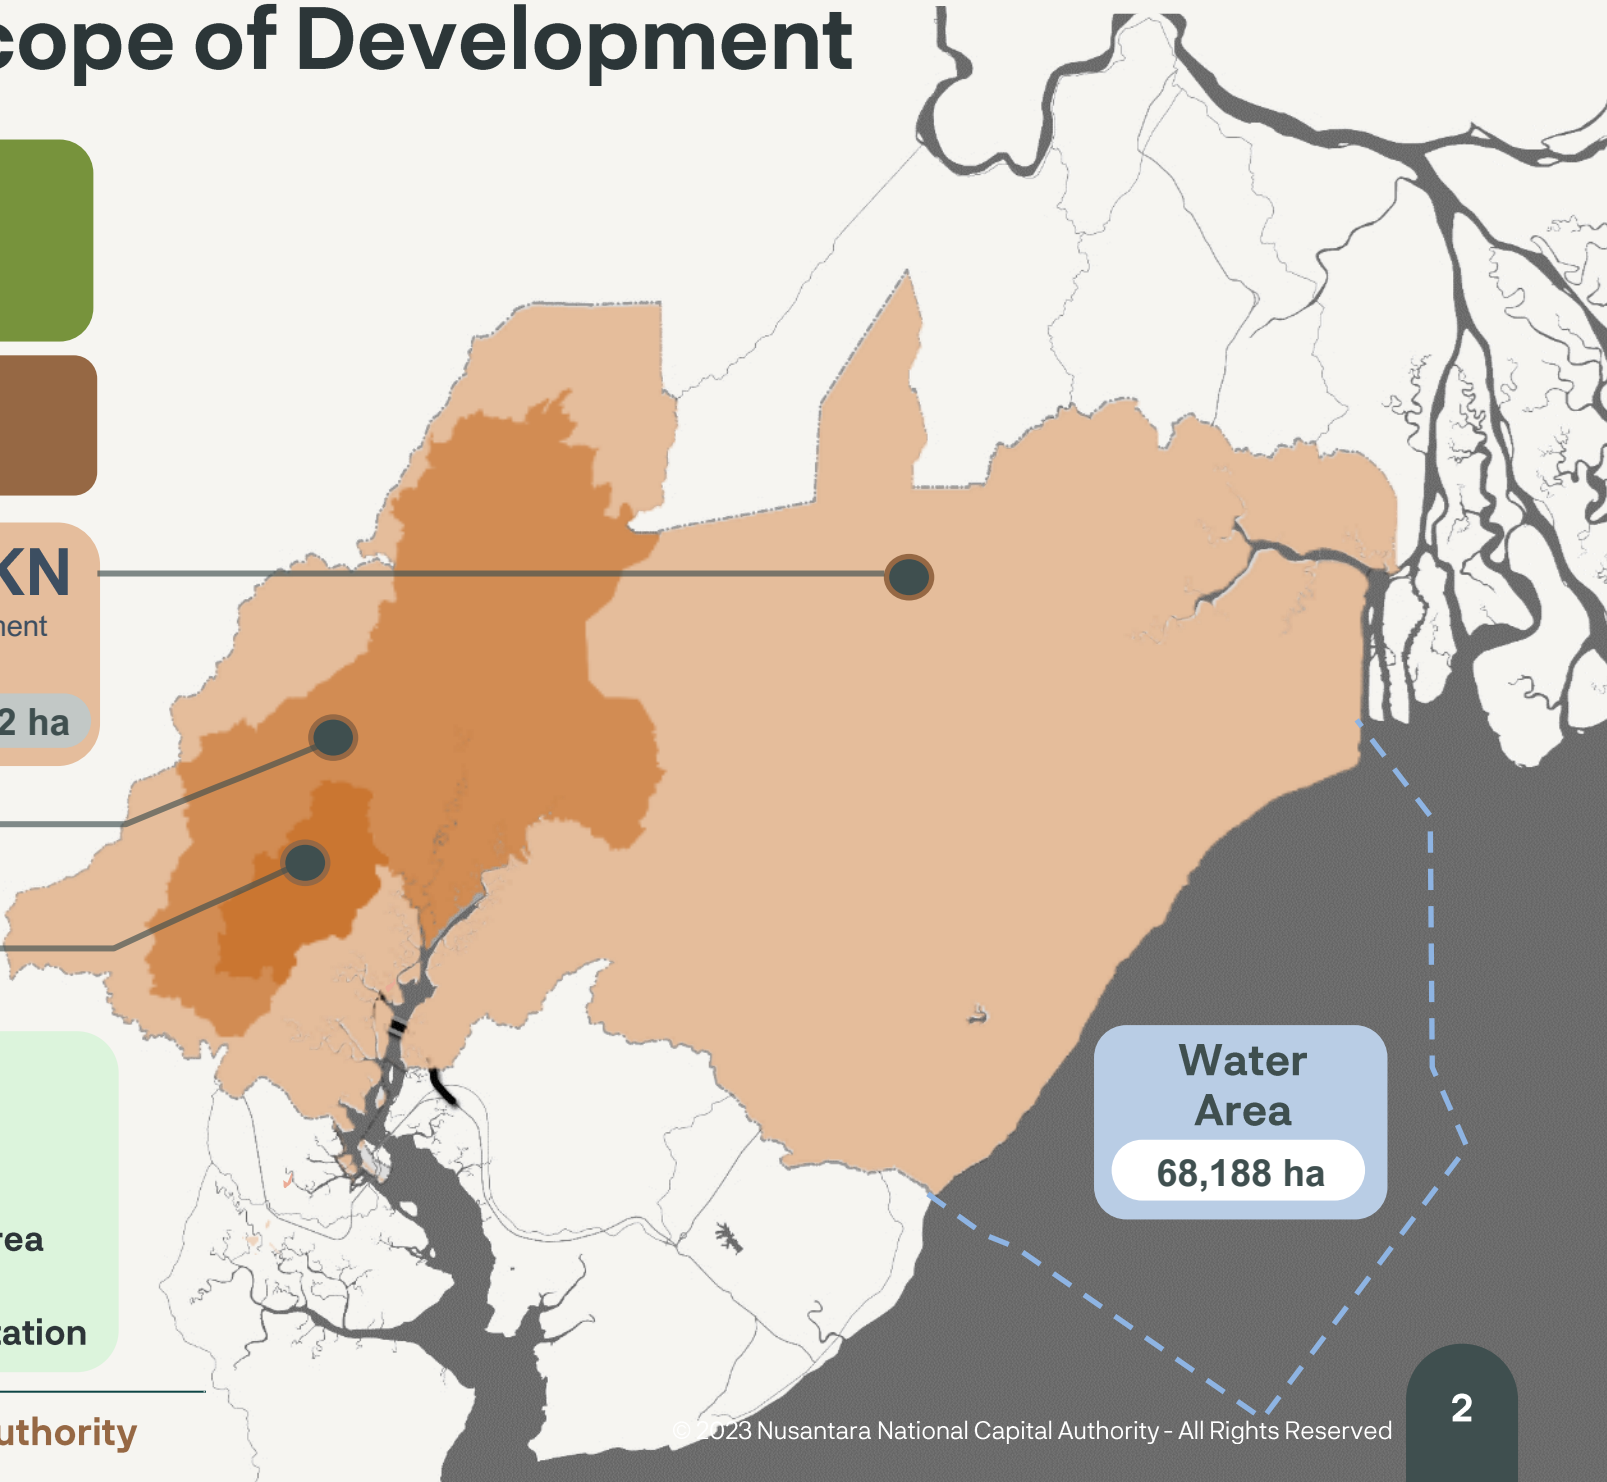 cope of Development
KN
nent
2 ha
rea
tation
uthority
Water
Area
68,188 ha
© 2023 Nusantara National Capital Authority - All Rights Reserved
2